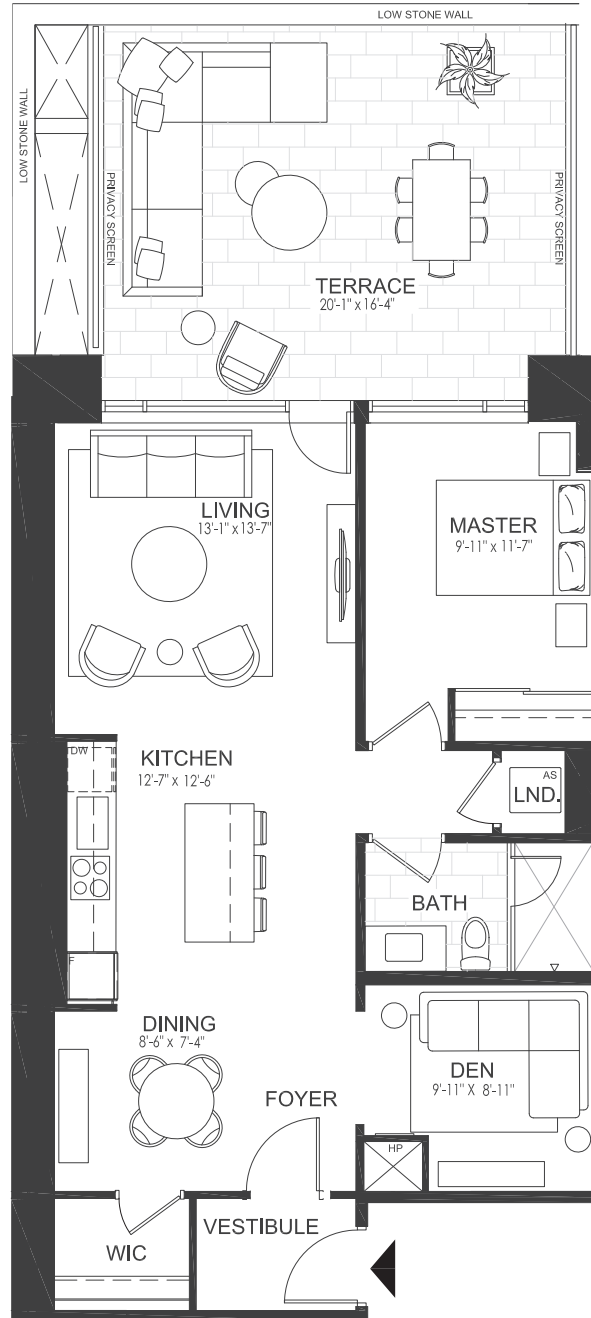 LOW STONE WALL
LOW STONE WALL
PRIVACY SCREEN
PRIVACY SCREEN
TERRACE
20'-1" x 16'-4"
LIVING
13'-1" x 13'-7"
MASTER
9'-11" x 11'-7"
DW
KITCHEN
12'-7" x 12'-6"
AS
LND.
BATH
F
DINING
8'-6" x 7'-4"
DEN
9'-11" X 8'-11"
FOYER
HP
VESTIBULE
WIC